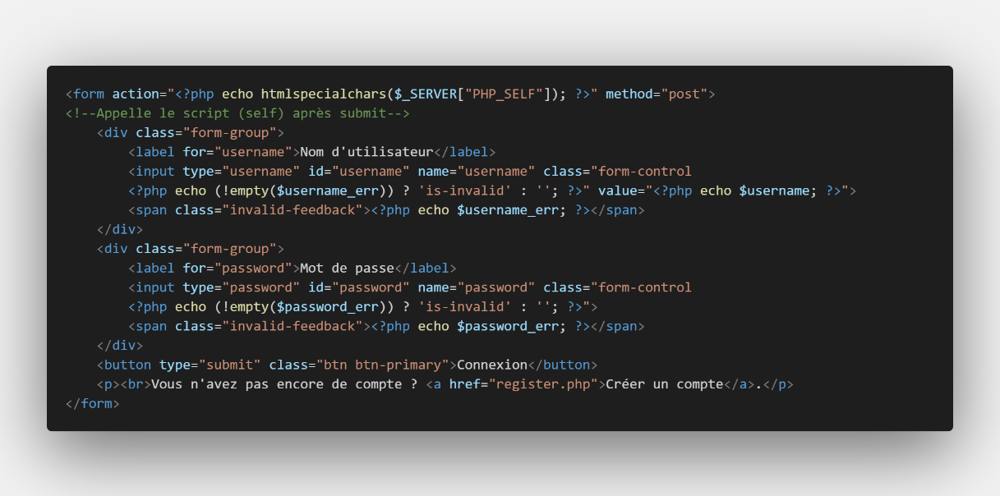 <form action="<?php echo htmlspecialchars($_SERVER["PHP_SELF"]); ?>" method="post">
<!--Appelle le script (self) après submit-->
    <div class="form-group">
        <label for="username">Nom d'utilisateur</label>
        <input type="username" id="username" name="username" class="form-control
        <?php echo (!empty($username_err)) ? 'is-invalid' : ''; ?>" value="<?php echo $username; ?>">
        <span class="invalid-feedback"><?php echo $username_err; ?></span>
    </div>
    <div class="form-group">
        <label for="password">Mot de passe</label>
        <input type="password" id="password" name="password" class="form-control
        <?php echo (!empty($password_err)) ? 'is-invalid' : ''; ?>">
        <span class="invalid-feedback"><?php echo $password_err; ?></span>
    </div>
    <button type="submit" class="btn btn-primary">Connexion</button>
    <p><br>Vous n'avez pas encore de compte ? <a href="register.php">Créer un compte</a>.</p>
</form>